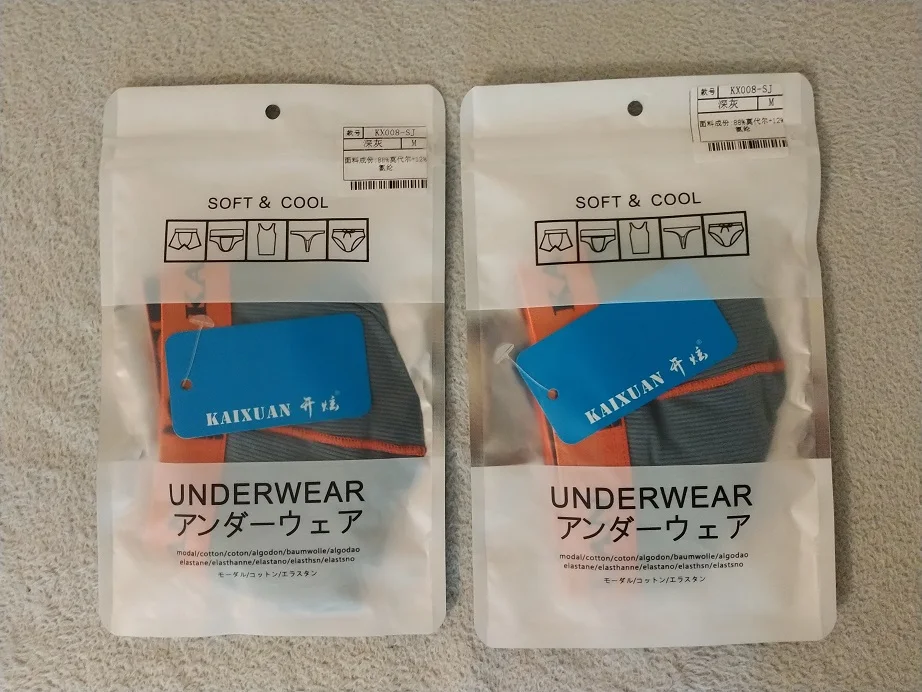 款号 KX008-SJ
深灰 M
面料成份:88%莫代尔+12%
氨纶
SOFT & COOL
KAIXUAN 开炫
UNDERWEAR
アンダーウェア
modal/cotton/coton/algodon/baumwolle/algodao
elastane/elasthanne/elastano/elasthsn/elastsno
モーダル/コットン/エラスタン
款号 KX008-SJ
深灰 M
面料成份:88%莫代尔+12%
氨纶
SOFT & COOL
KAIXUAN 开炫
UNDERWEAR
アンダーウェア
modal/cotton/coton/algodon/baumwolle/algodao
elastane/elasthanne/elastano/elasthsn/elastsno
モーダル/コットン/エラスタン